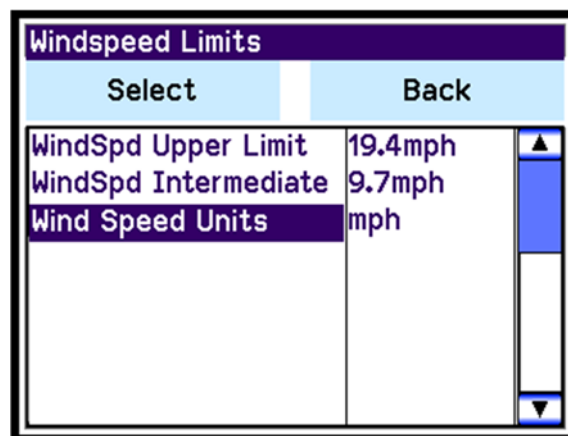 Windspeed Limits
Select Back
WindSpd Upper Limit 19.4mph
WindSpd Intermediate 9.7mph
Wind Speed Units mph